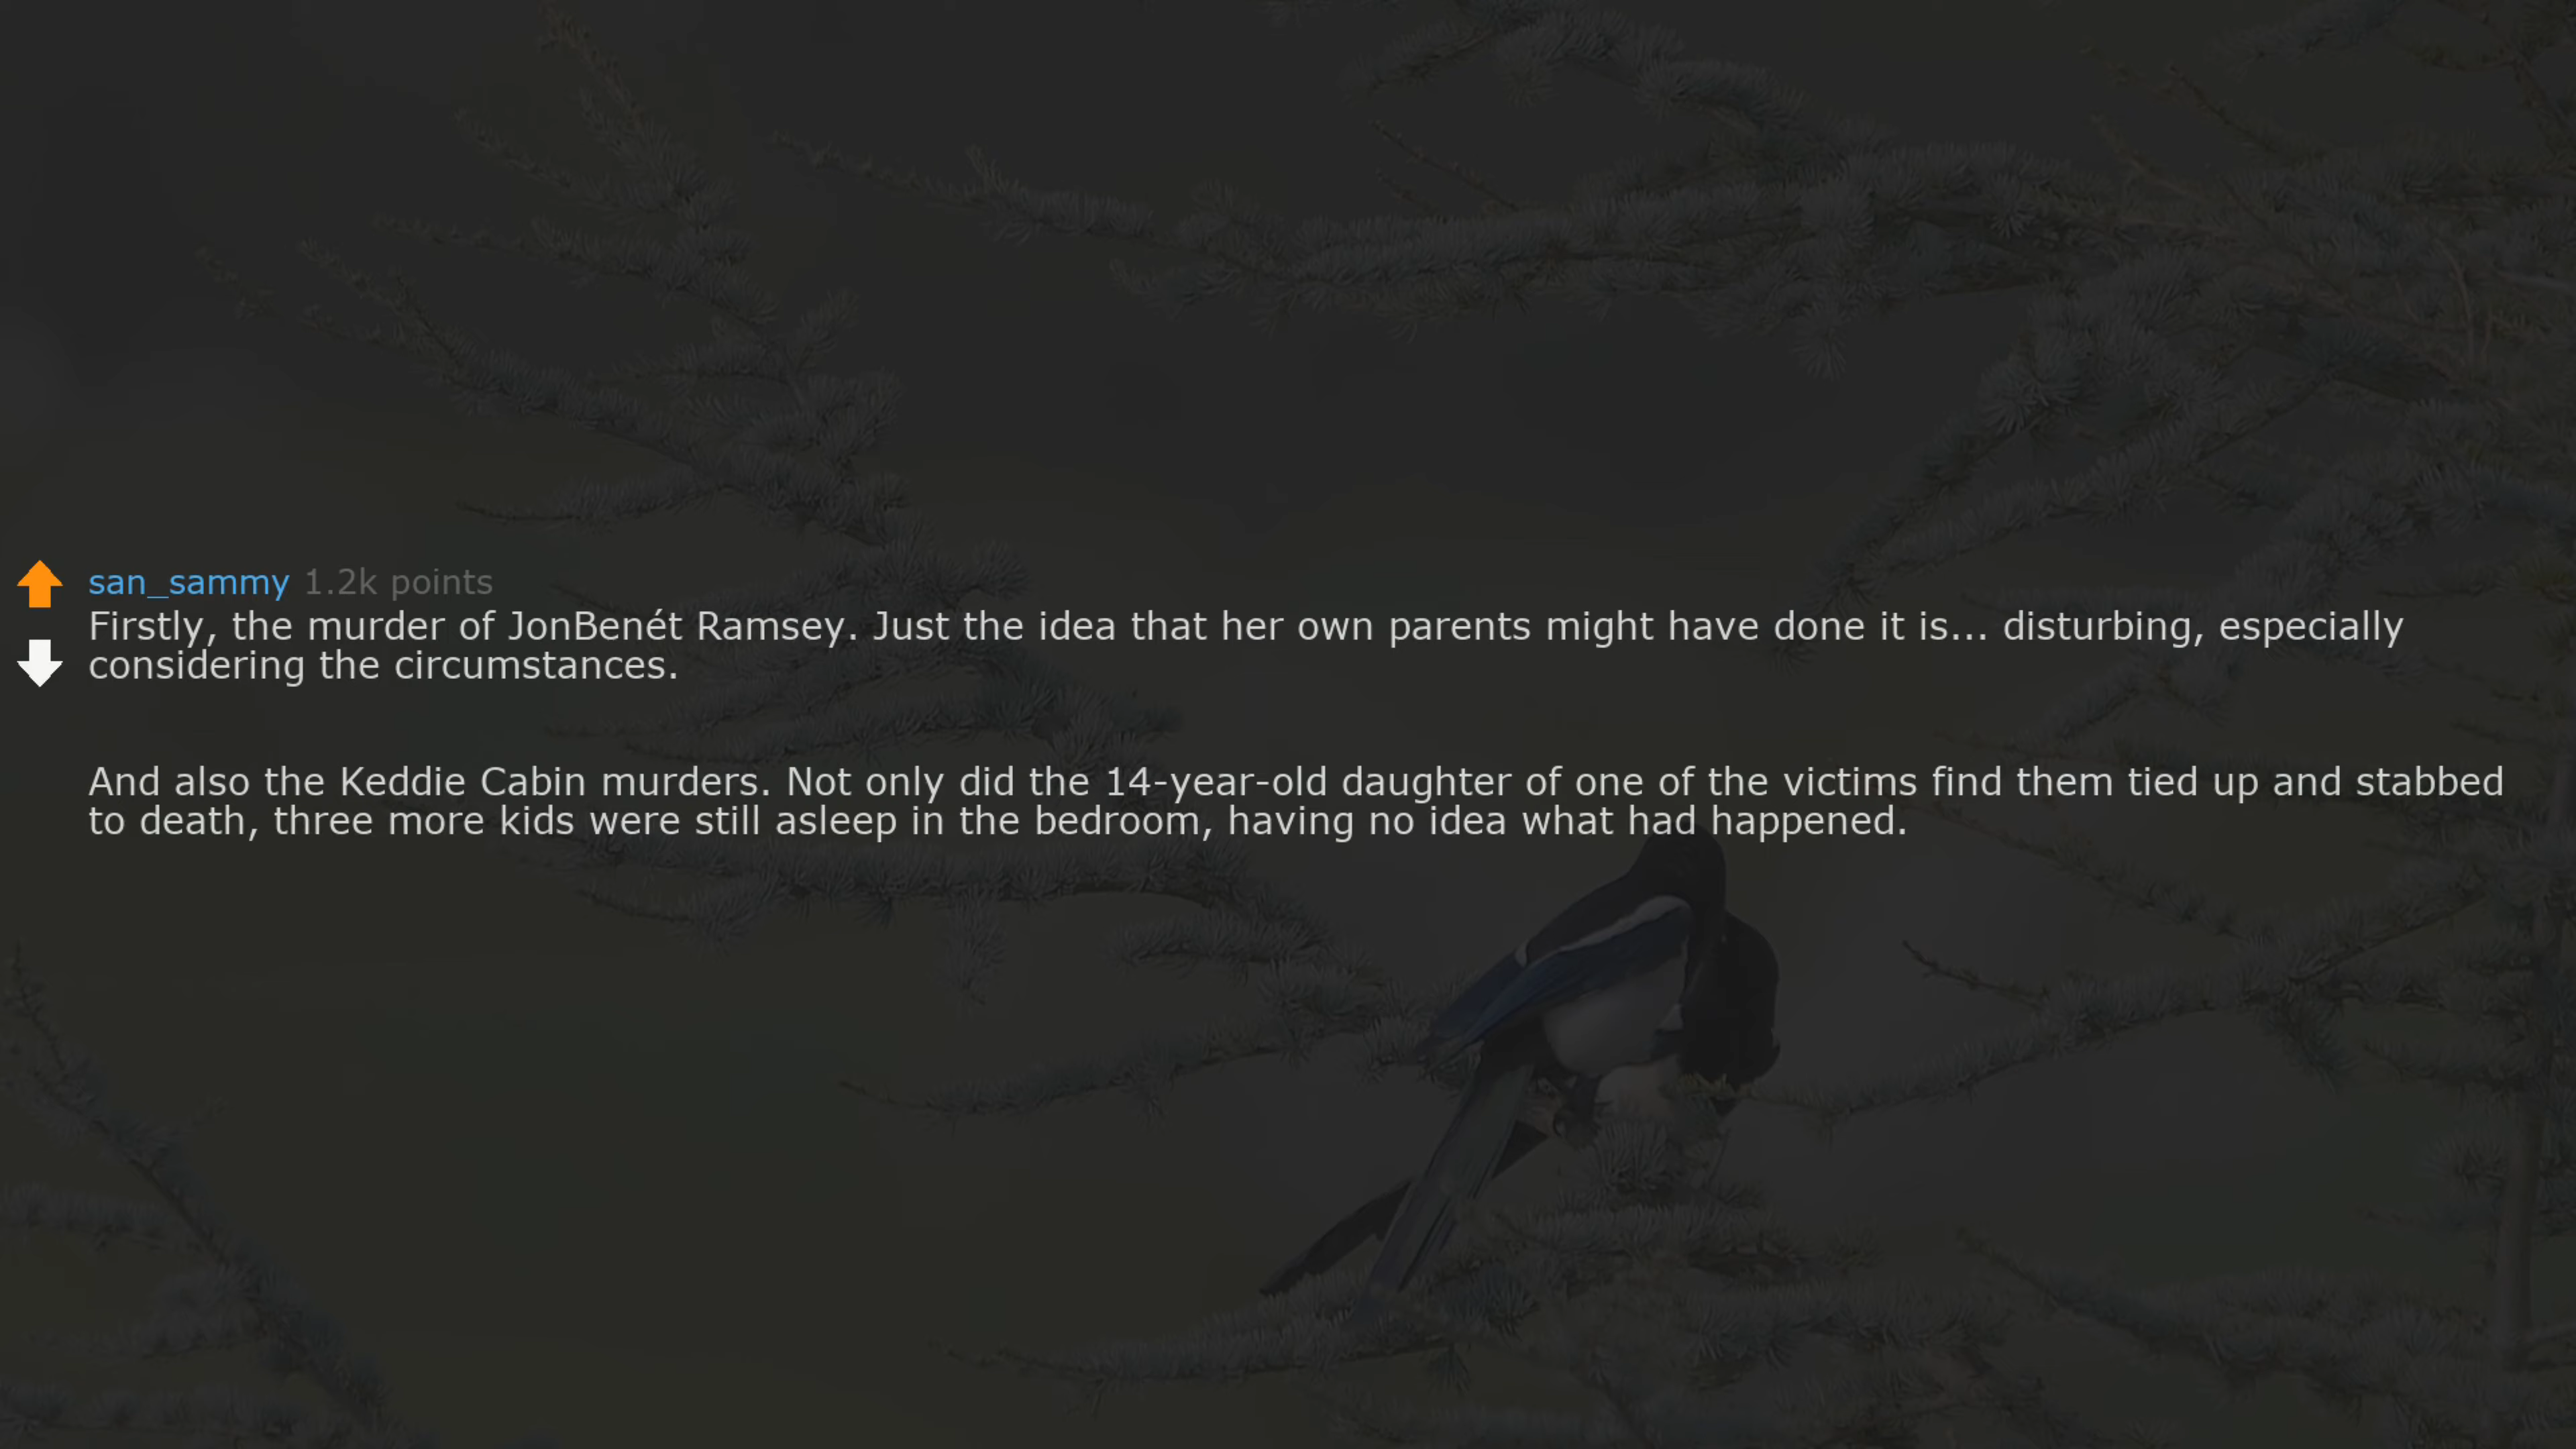 san_sammy 1.2k points
Firstly, the murder of JonBenét Ramsey. Just the idea that her own parents might have done it is... disturbing, especially
considering the circumstances.
And also the Keddie Cabin murders. Not only did the 14-year-old daughter of one of the victims find them tied up and stabbed
to death, three more kids were still asleep in the bedroom, having no idea what had happened.